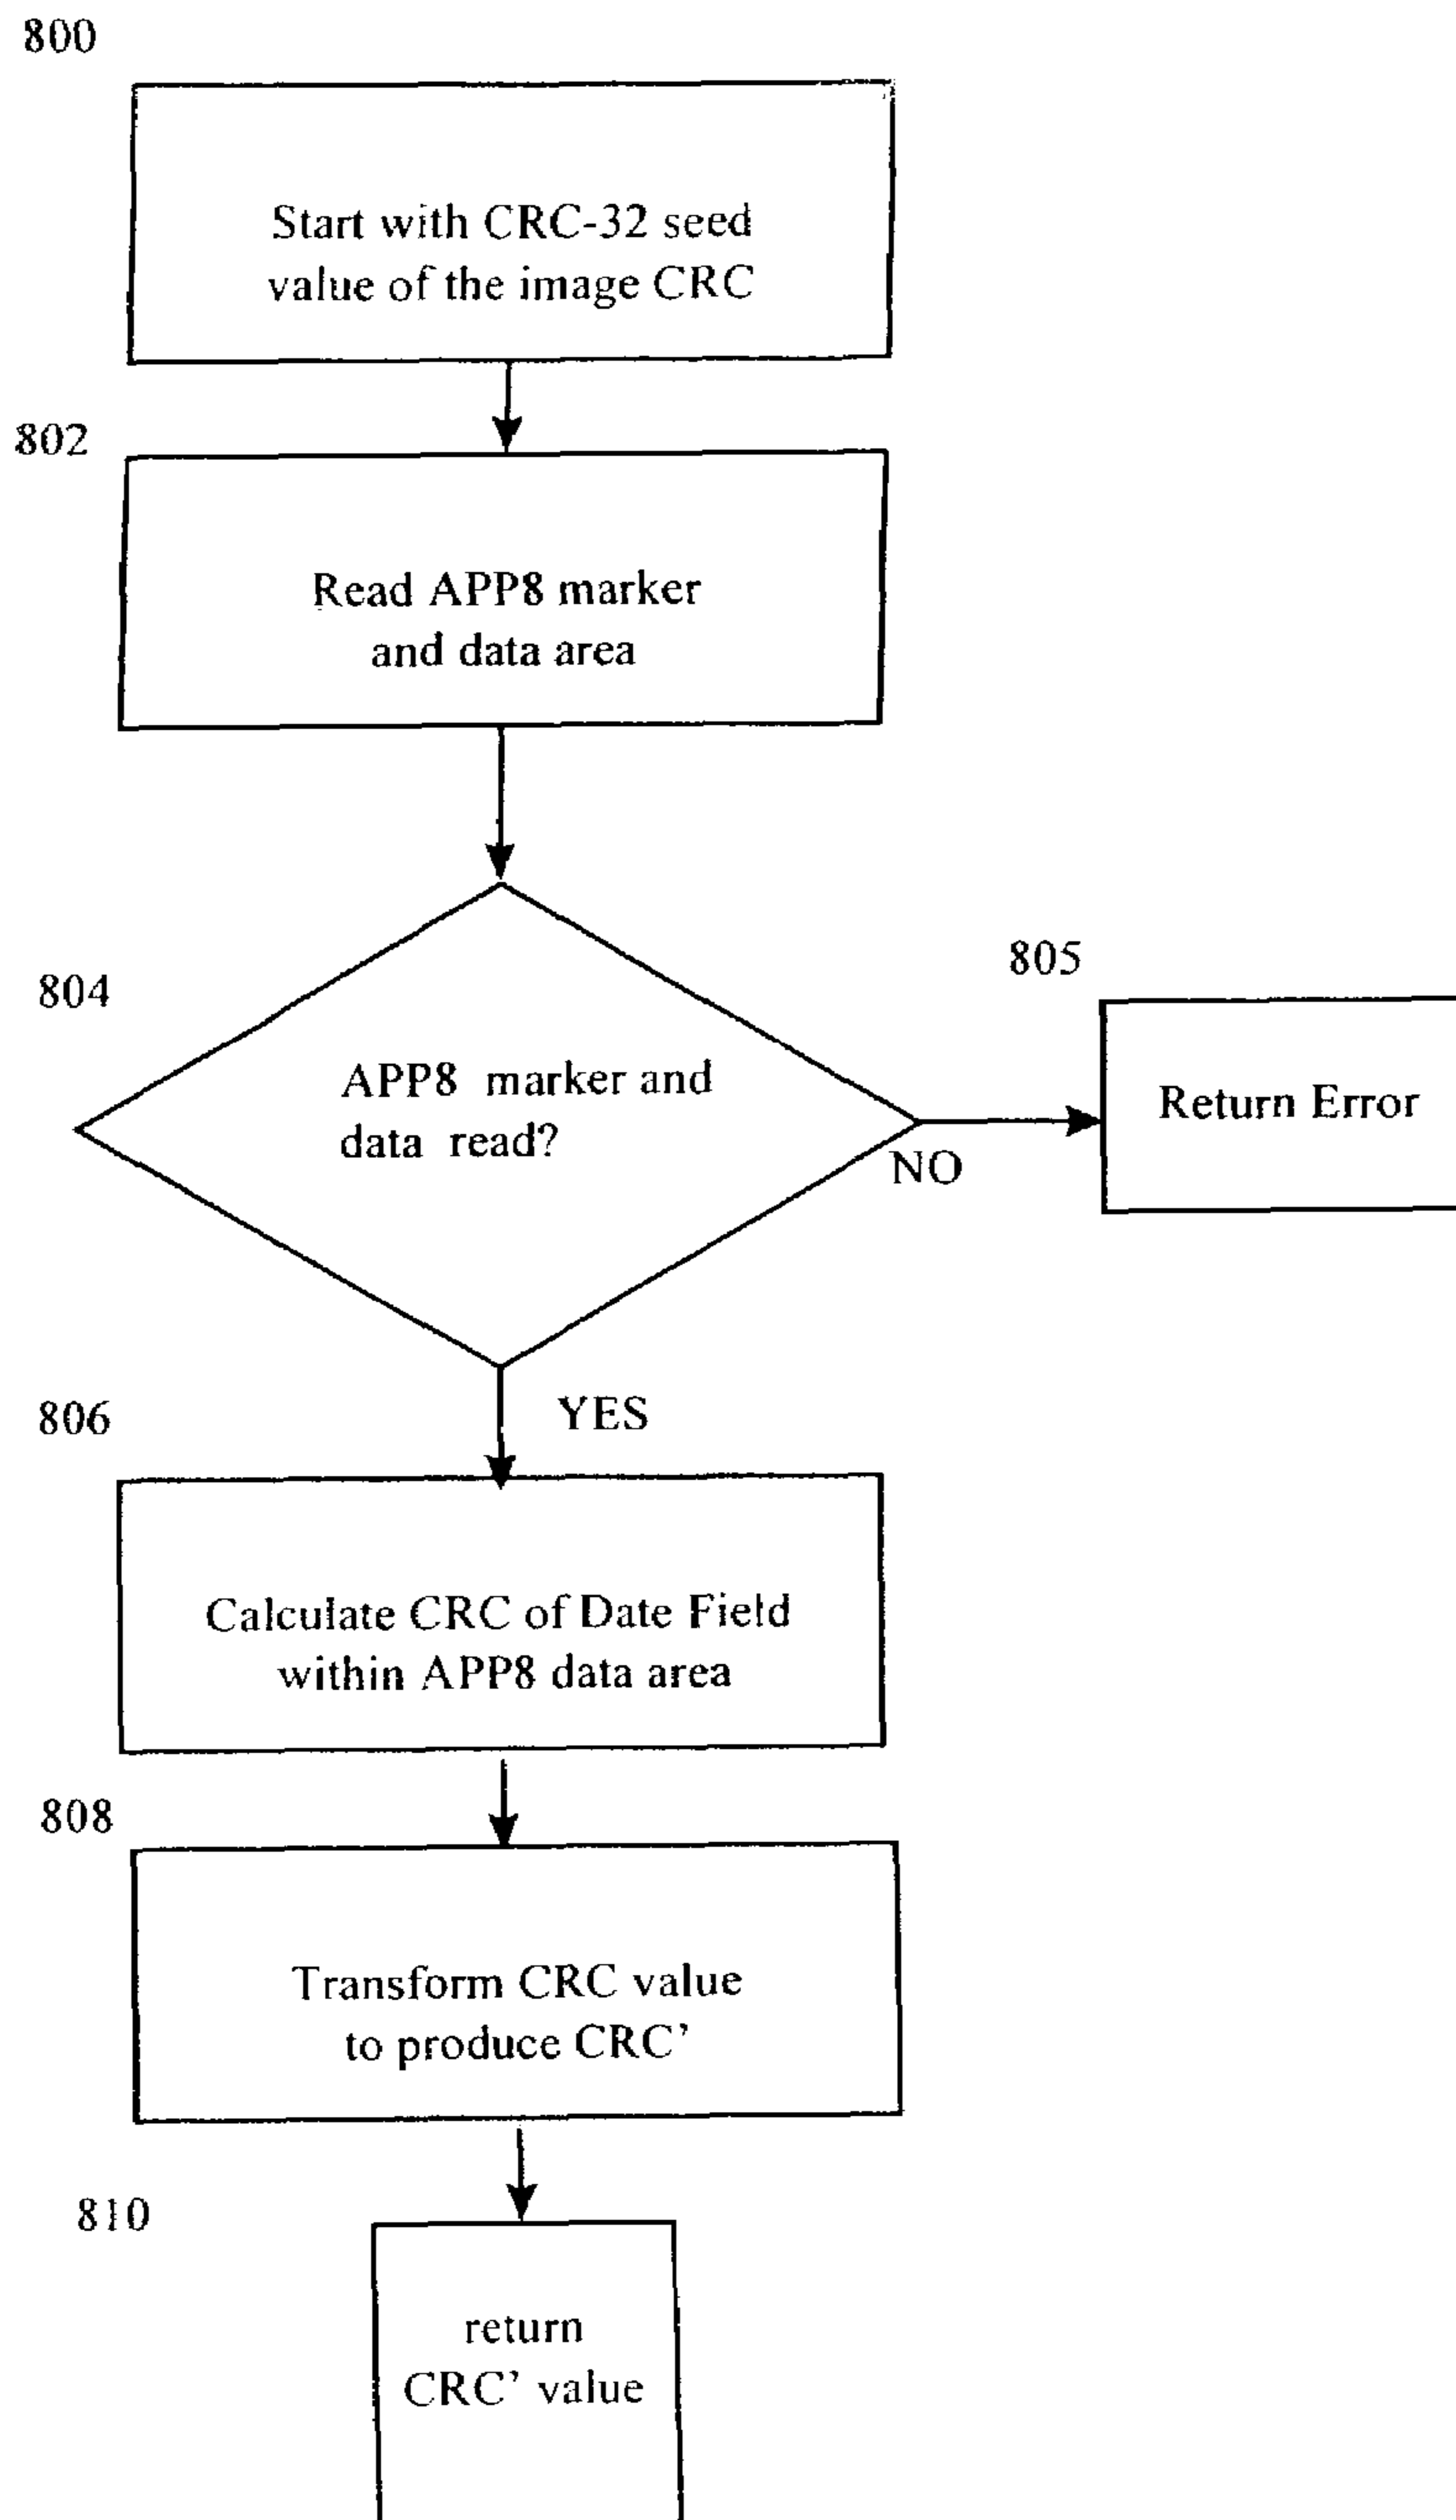 800
Start with CRC-32 seed
value of the image CRC
802
Read APP8 marker
and data area
804
APP8 marker and
data read?
805
Return Error
NO
YES
806
Calculate CRC of Date Field
within APP8 data area
808
Transform CRC value
to produce CRC’
810
return
CRC’ value